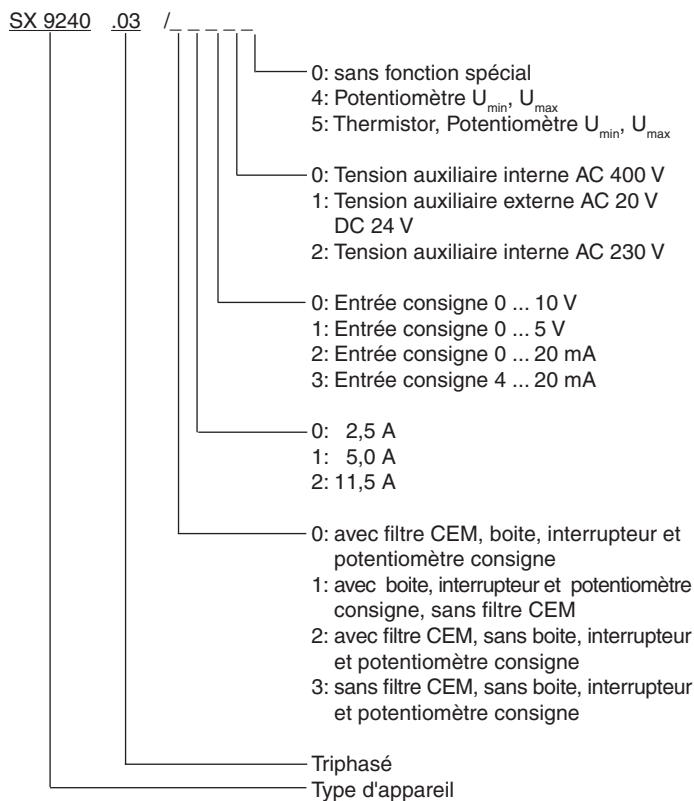 SX 9240 .03 /_ _ _ _ _
0: sans fonction spécial
4: Potentiomètre Umin, Umax
5: Thermistor, Potentiomètre Umin, Umax
0: Tension auxiliaire interne AC 400 V
1: Tension auxiliaire externe AC 20 V
DC 24 V
2: Tension auxiliaire interne AC 230 V
0: Entrée consigne 0 ... 10 V
1: Entrée consigne 0 ... 5 V
2: Entrée consigne 0 ... 20 mA
3: Entrée consigne 4 ... 20 mA
0: 2,5 A
1: 5,0 A
2: 11,5 A
0: avec filtre CEM, boite, interrupteur et
potentiomètre consigne
1: avec boite, interrupteur et potentiomètre
consigne, sans filtre CEM
2: avec filtre CEM, sans boite, interrupteur
et potentiomètre consigne
3: sans filtre CEM, sans boite, interrupteur
et potentiomètre consigne
Triphasé
Type d'appareil